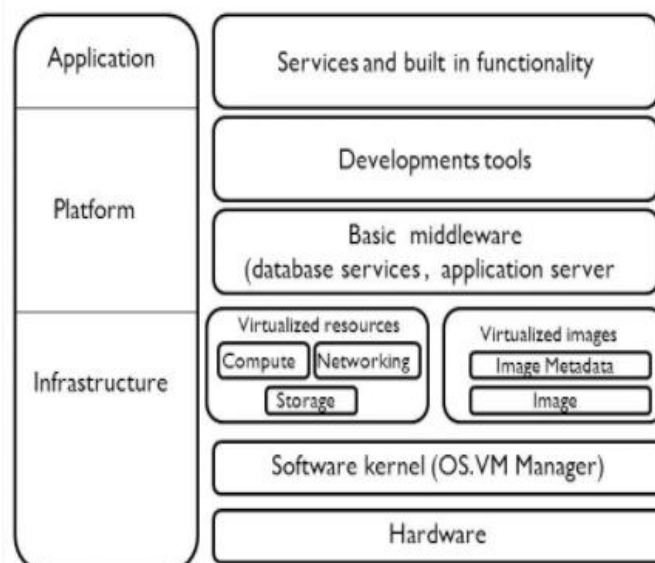 Application
Services and built in functionality
Platform
Developments tools
Basic middleware
(database services, application server
Infrastructure
Virtualized resources
Compute
Networking
Storage
Virtualized images
Image Metadata
Image
Software kernel (OS.VM Manager)
Hardware